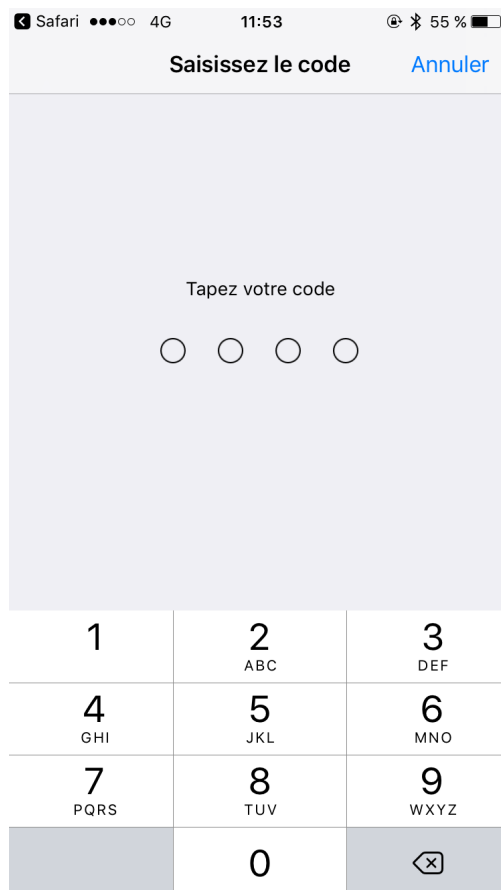 Safari 4G 11:53 55 %
Saisissez le code Annuler
Tapez votre code
1 2 3
ABC DEF
4 5 6
GHI JKL MNO
7 8 9
PQRS TUV WXYZ
0